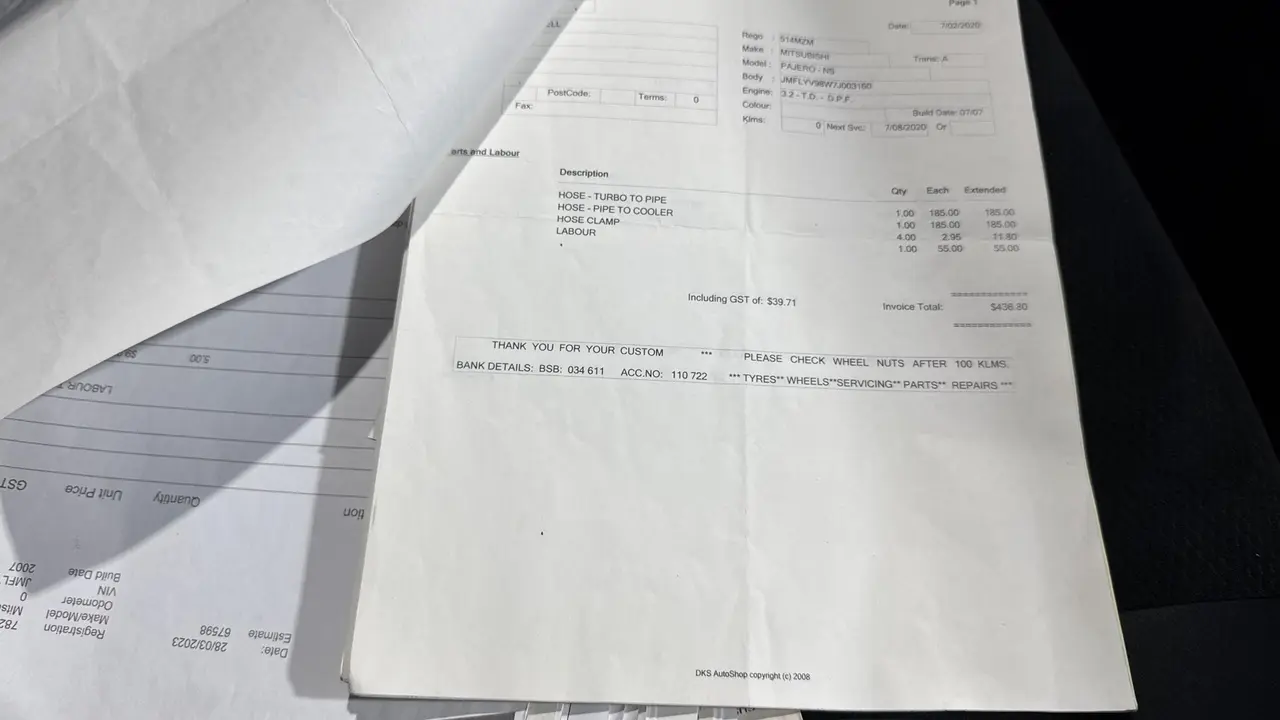 Page 1
Date: 7/02/2020
Rego : 514MZM
Make : MITSUBISHI
Model : PAJERO - NS Trans: A
Body : JMFLYV98W7J003160
Engine: 3.2 - T.D. - D.P.F.
Colour: Build Date: 07/07
Klms: 0 Next Svc: 7/08/2020 Or
PostCode: Terms: 0
Fax:
arts and Labour
Description Qty Each Extended
HOSE - TURBO TO PIPE 1.00 185.00 185.00
HOSE - PIPE TO COOLER 1.00 185.00 185.00
HOSE CLAMP 4.00 2.95 11.80
LABOUR 1.00 55.00 55.00
Including GST of: $39.71 Invoice Total: $436.80
THANK YOU FOR YOUR CUSTOM *** PLEASE CHECK WHEEL NUTS AFTER 100 KLMS.
BANK DETAILS: BSB: 034 611 ACC.NO: 110 722 *** TYRES** WHEELS**SERVICING** PARTS** REPAIRS ***
DKS AutoShop copyright (c) 2008
Date: 28/03/2023
Estimate 67598
Registration 782
Make/Model Mits
Odometer 0
VIN JMFL
Build Date 2007
tion Quantity Unit Price GST
LABOUR
5.00